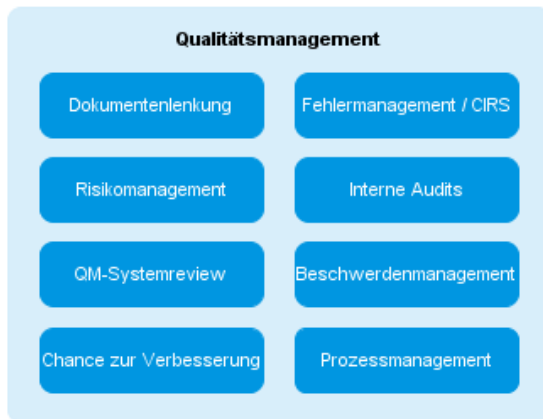 Qualitätsmanagement
Dokumentenlenkung
Fehlermanagement / CIRS
Risikomanagement
Interne Audits
QM-Systemreview
Beschwerdenmanagement
Chance zur Verbesserung
Prozessmanagement